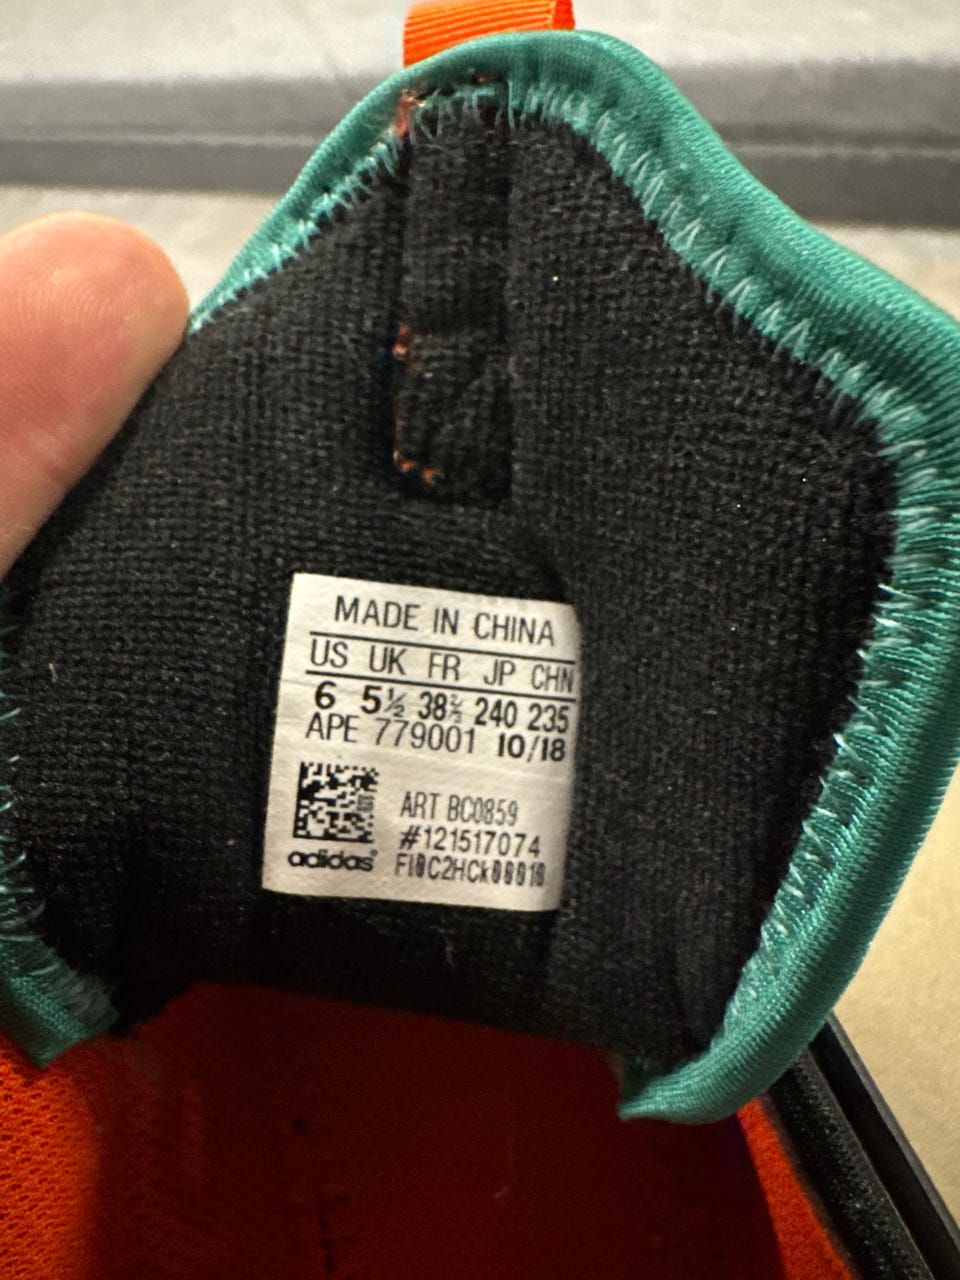 MADE IN CHINA
US UK FR JP CHN
6 5½ 38⅔ 240 235
APE 779001 10/18
ART BC0859
#121517074
adidas